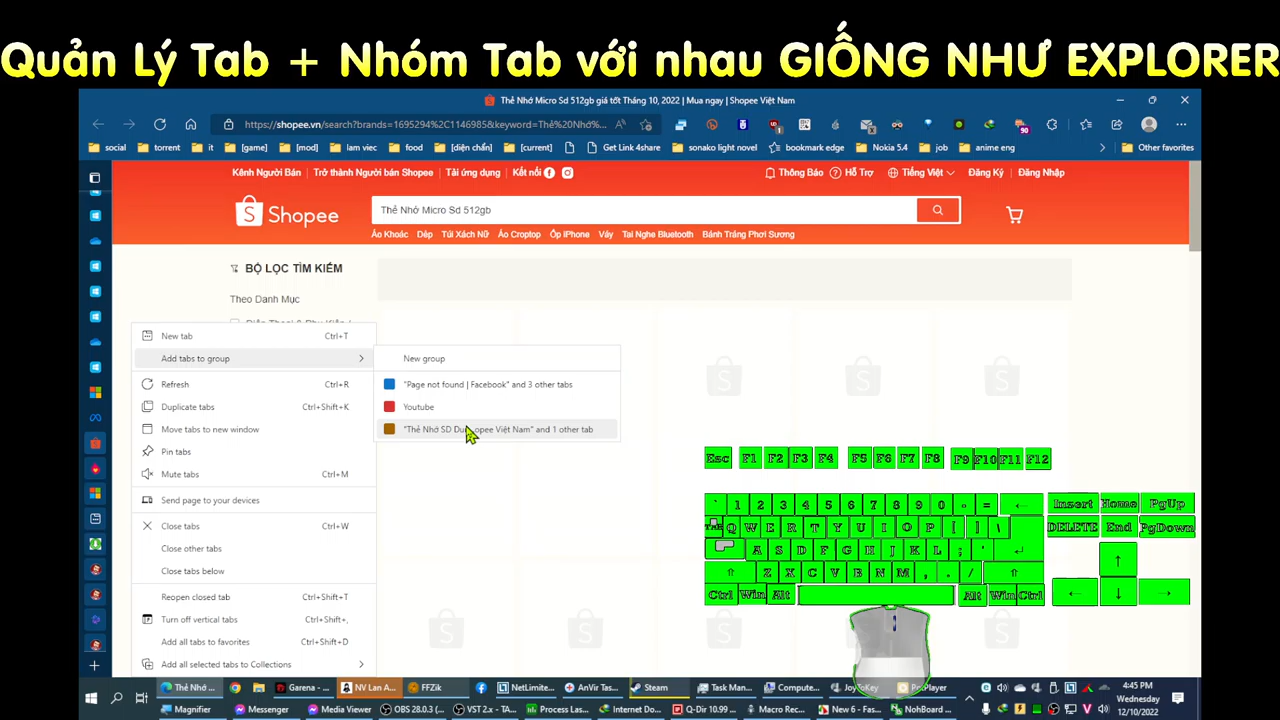 Quản Lý Tab + Nhóm Tab với nhau GIỐNG NHƯ EXPLORER
Thẻ Nhớ Micro Sd 512gb giá tốt Tháng 10, 2022 | Mua ngay | Shopee Việt Nam
https://shopee.vn/search?brands=1695294%2C1146985&keyword=Thẻ%20Nhớ%...
social torrent it [game] [mod] lam viec food [diện chẩn] [current] Get Link 4share sonako light novel bookmark edge Nokia 5.4 job anime eng Other favorites
Kênh Người Bán Trở thành Người bán Shopee Tải ứng dụng Kết nối Thông Báo Hỗ Trợ Tiếng Việt Đăng Ký Đăng Nhập
Shopee Thẻ Nhớ Micro Sd 512gb
Áo Khoác Dép Túi Xách Nữ Áo Croptop Ốp IPhone Váy Tai Nghe Bluetooth Bánh Tráng Phơi Sương
BỘ LỌC TÌM KIẾM
Theo Danh Mục
New tab Ctrl+T
Add tabs to group
Refresh Ctrl+R
Duplicate tabs Ctrl+Shift+K
Move tabs to new window
Pin tabs
Mute tabs Ctrl+M
Send page to your devices
Close tabs Ctrl+W
Close other tabs
Close tabs below
Reopen closed tab Ctrl+Shift+T
Turn off vertical tabs Ctrl+Shift+,
Add all tabs to favorites Ctrl+Shift+D
Add all selected tabs to Collections
New group
"Page not found | Facebook" and 3 other tabs
Youtube
"Thẻ Nhớ SD Du opee Việt Nam" and 1 other tab
Esc F1 F2 F3 F4 F5 F6 F7 F8 F9 F10 F11 F12
` 1 2 3 4 5 6 7 8 9 0 - = ← Insert Home PgUp
TAB Q W E R T Y U I O P [ ] \ DELETE End PgDown
A S D F G H J K L ; ' ↵
⇧ Z X C V B N M , . / ⇧ ↑
Ctrl Win Alt Alt Win Ctrl ← ↓ →
Thẻ Nhớ ... Garena - ... NV Lan A... FFZik NetLimite... AnVir Tas... Steam Task Man... Compute... JoyToKey PotPlayer
Magnifier Messenger Media Viewer OBS 28.0.3 (... VST 2.x - TA... Process Las... Internet Do... Q-Dir 10.99 ... Macro Rec... New 6 - Fas... NohBoard ...
4:45 PM
Wednesday
12/10/2022